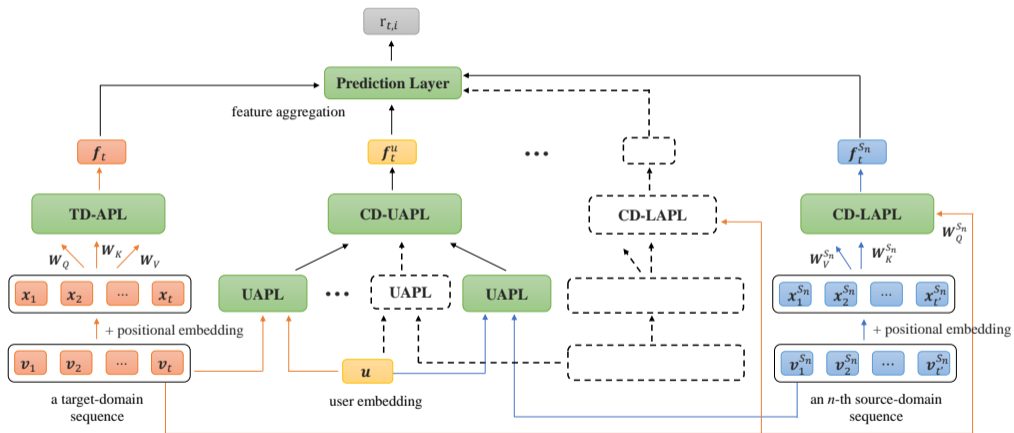 r_{t,i}
Prediction Layer
feature aggregation
f_t
f_t^u
...
f_t^{S_n}
TD-APL
CD-UAPL
CD-LAPL
CD-LAPL
W_Q W_K W_V
W_V^{S_n} W_K^{S_n} W_Q^{S_n}
x_1 x_2 ... x_t
UAPL ... UAPL UAPL
x_1^{S_n} x_2^{S_n} ... x_{t'}^{S_n}
+ positional embedding
+ positional embedding
v_1 v_2 ... v_t
u
v_1^{S_n} v_2^{S_n} ... v_{t'}^{S_n}
a target-domain
sequence
user embedding
an n-th source-domain
sequence